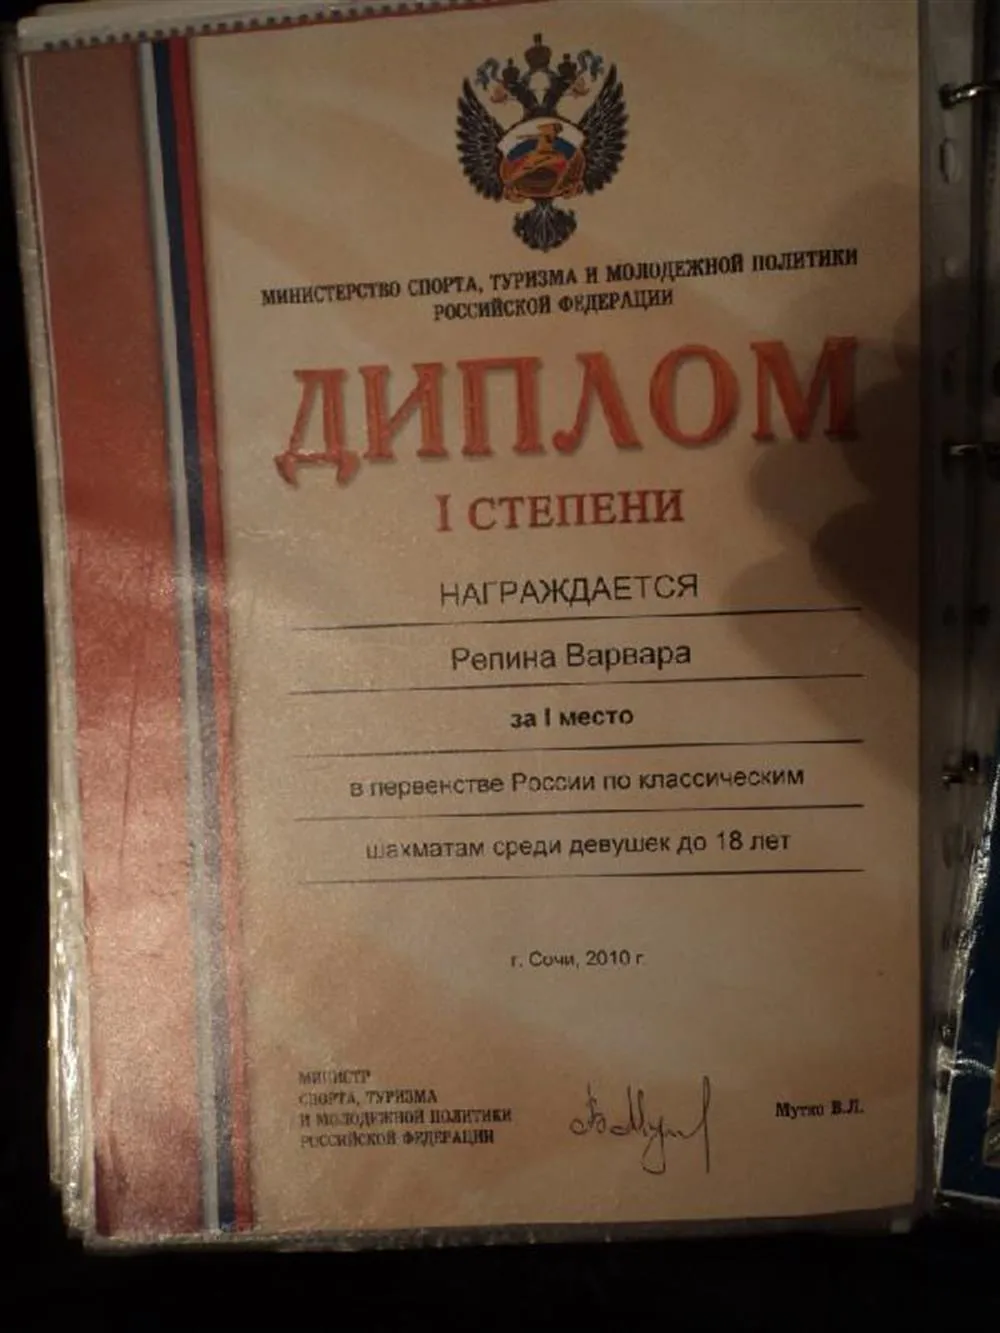 МИНИСТЕРСТВО СПОРТА, ТУРИЗМА И МОЛОДЕЖНОЙ ПОЛИТИКИ
РОССИЙСКОЙ ФЕДЕРАЦИИ
ДИПЛОМ
I СТЕПЕНИ
НАГРАЖДАЕТСЯ
Репина Варвара
за I место
в первенстве России по классическим
шахматам среди девушек до 18 лет
г. Сочи, 2010 г.
МИНИСТР
СПОРТА, ТУРИЗМА
И МОЛОДЕЖНОЙ ПОЛИТИКИ
РОССИЙСКОЙ ФЕДЕРАЦИИ
Мутко В.Л.